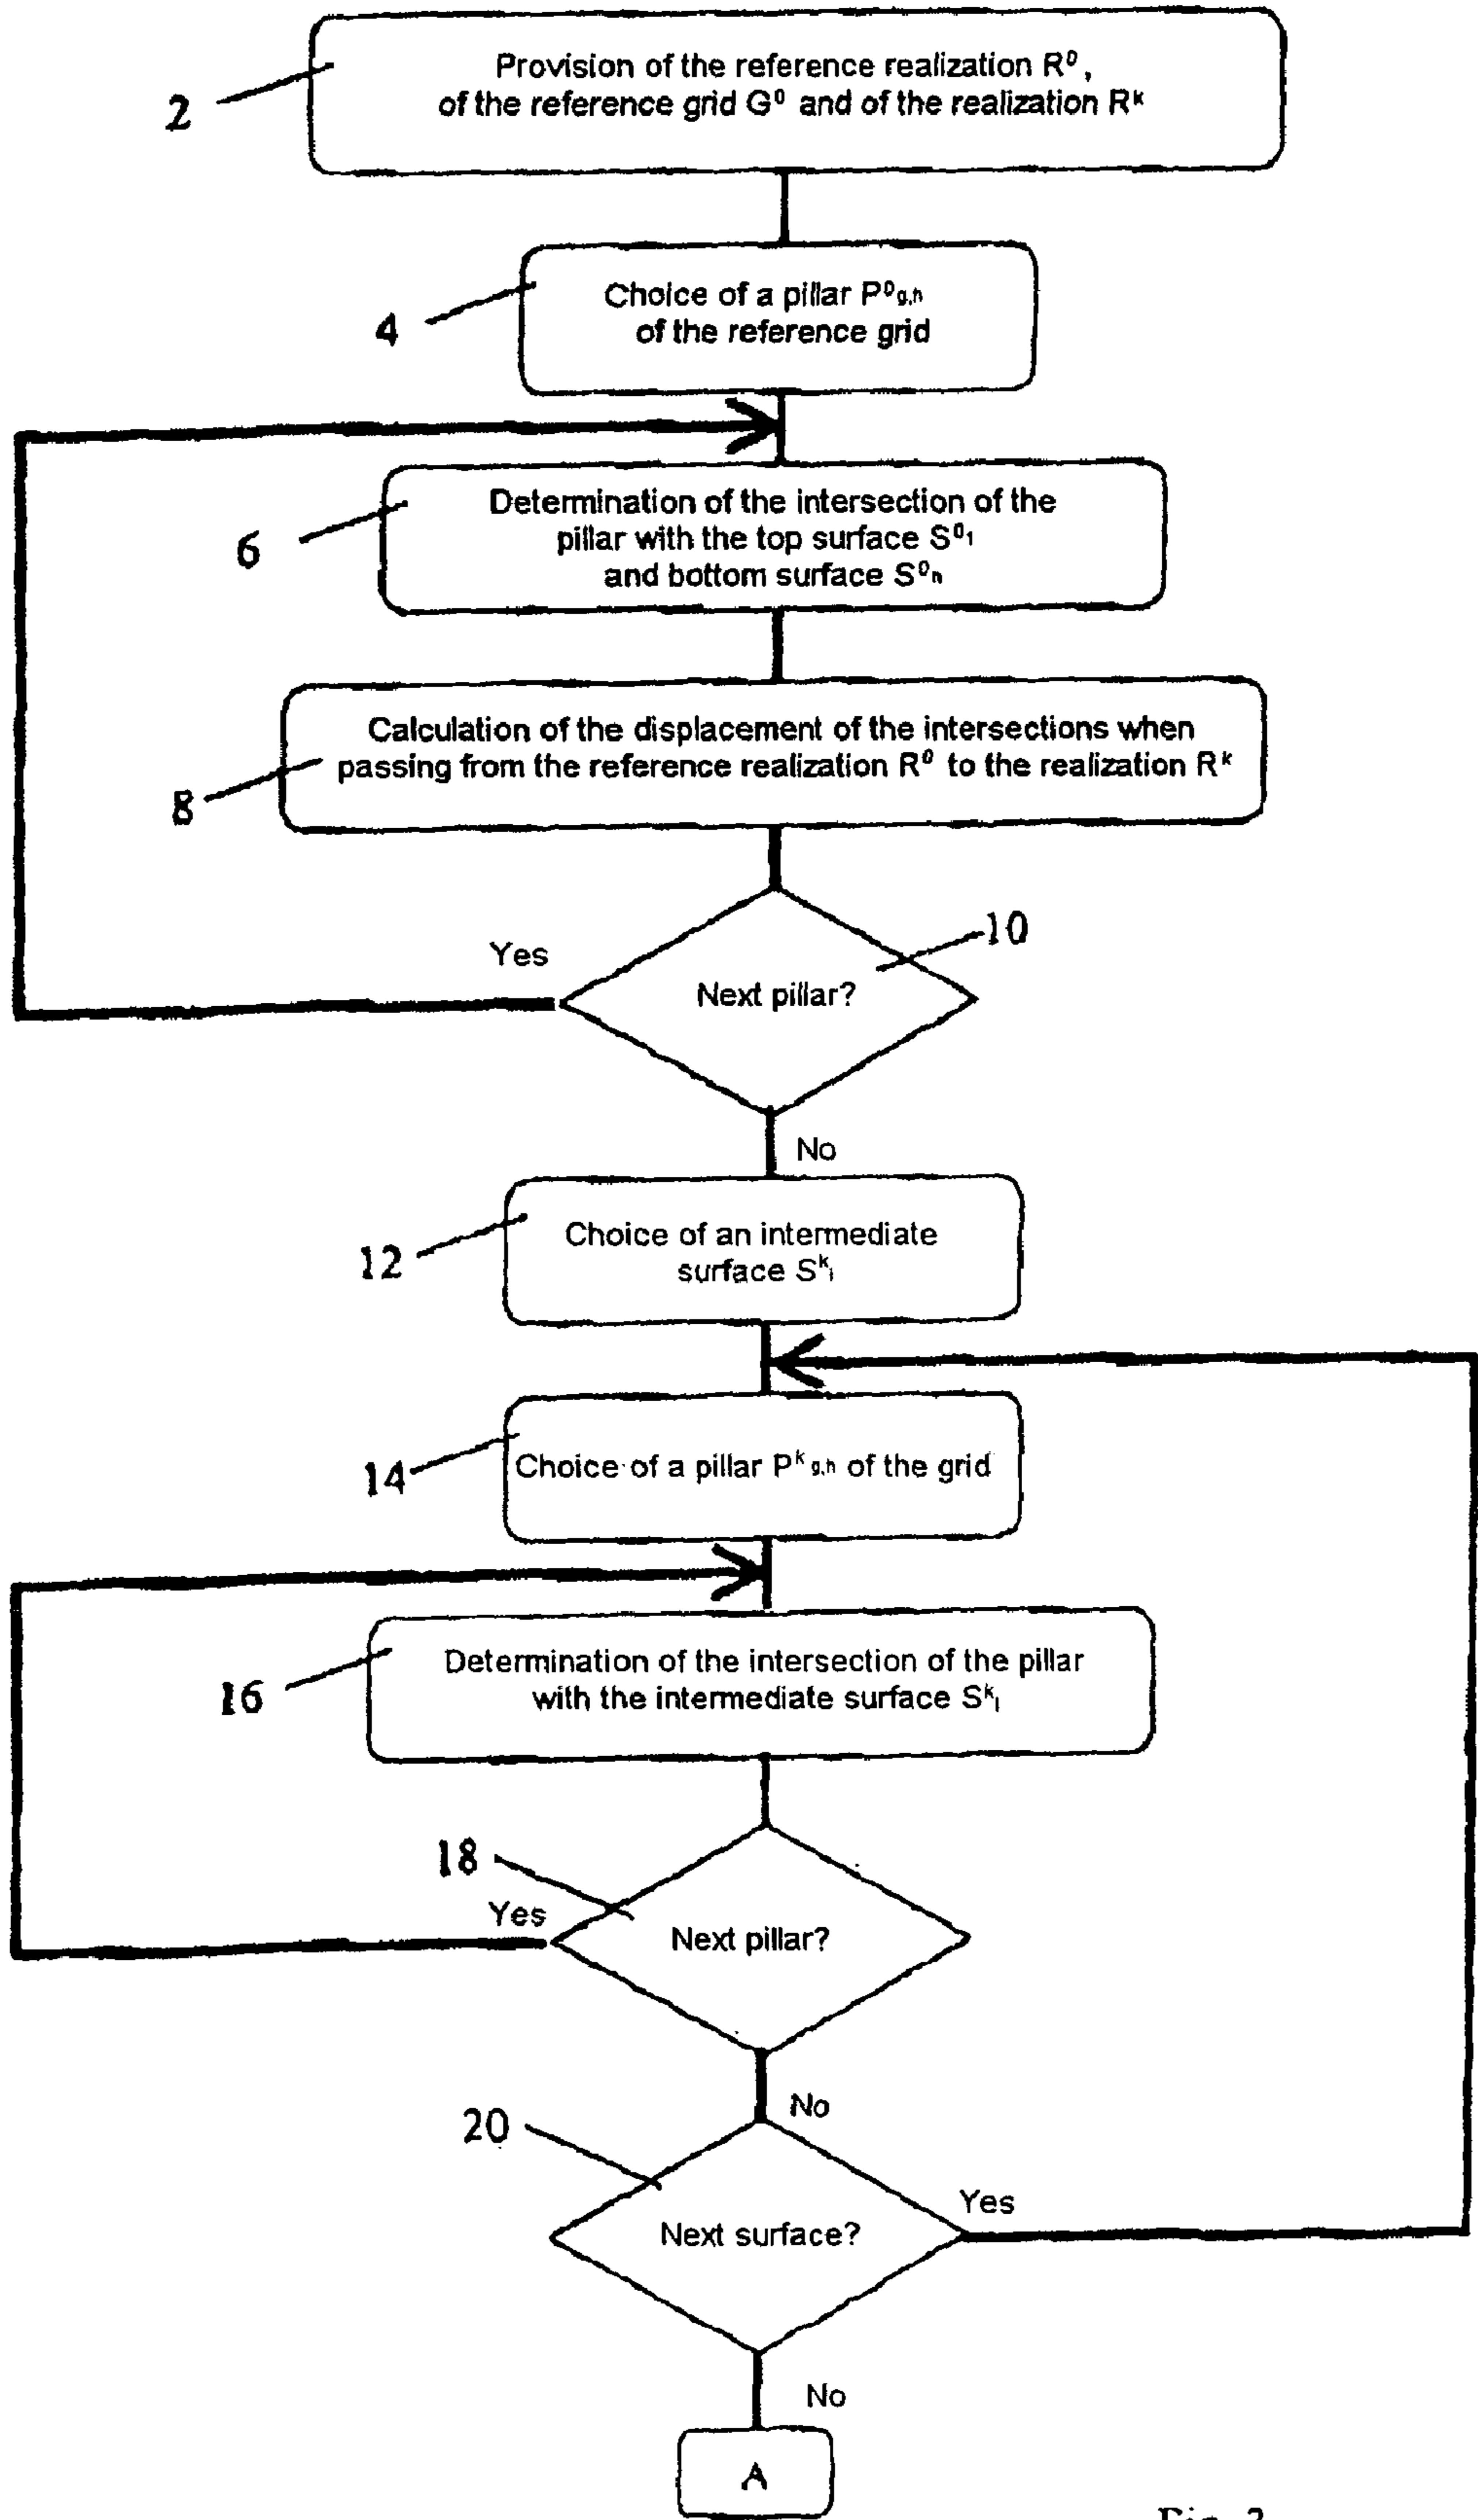 2
Provision of the reference realization R⁰,
of the reference grid G⁰ and of the realization Rᵏ
4
Choice of a pillar P⁰g,h
of the reference grid
6
Determination of the intersection of the
pillar with the top surface S⁰₁
and bottom surface S⁰ₙ
8
Calculation of the displacement of the intersections when
passing from the reference realization R⁰ to the realization Rᵏ
10
Yes
Next pillar?
No
12
Choice of an intermediate
surface Sᵏᵢ
14
Choice of a pillar Pᵏg,h of the grid
16
Determination of the intersection of the pillar
with the intermediate surface Sᵏᵢ
18
Yes
Next pillar?
No
20
Yes
Next surface?
No
A